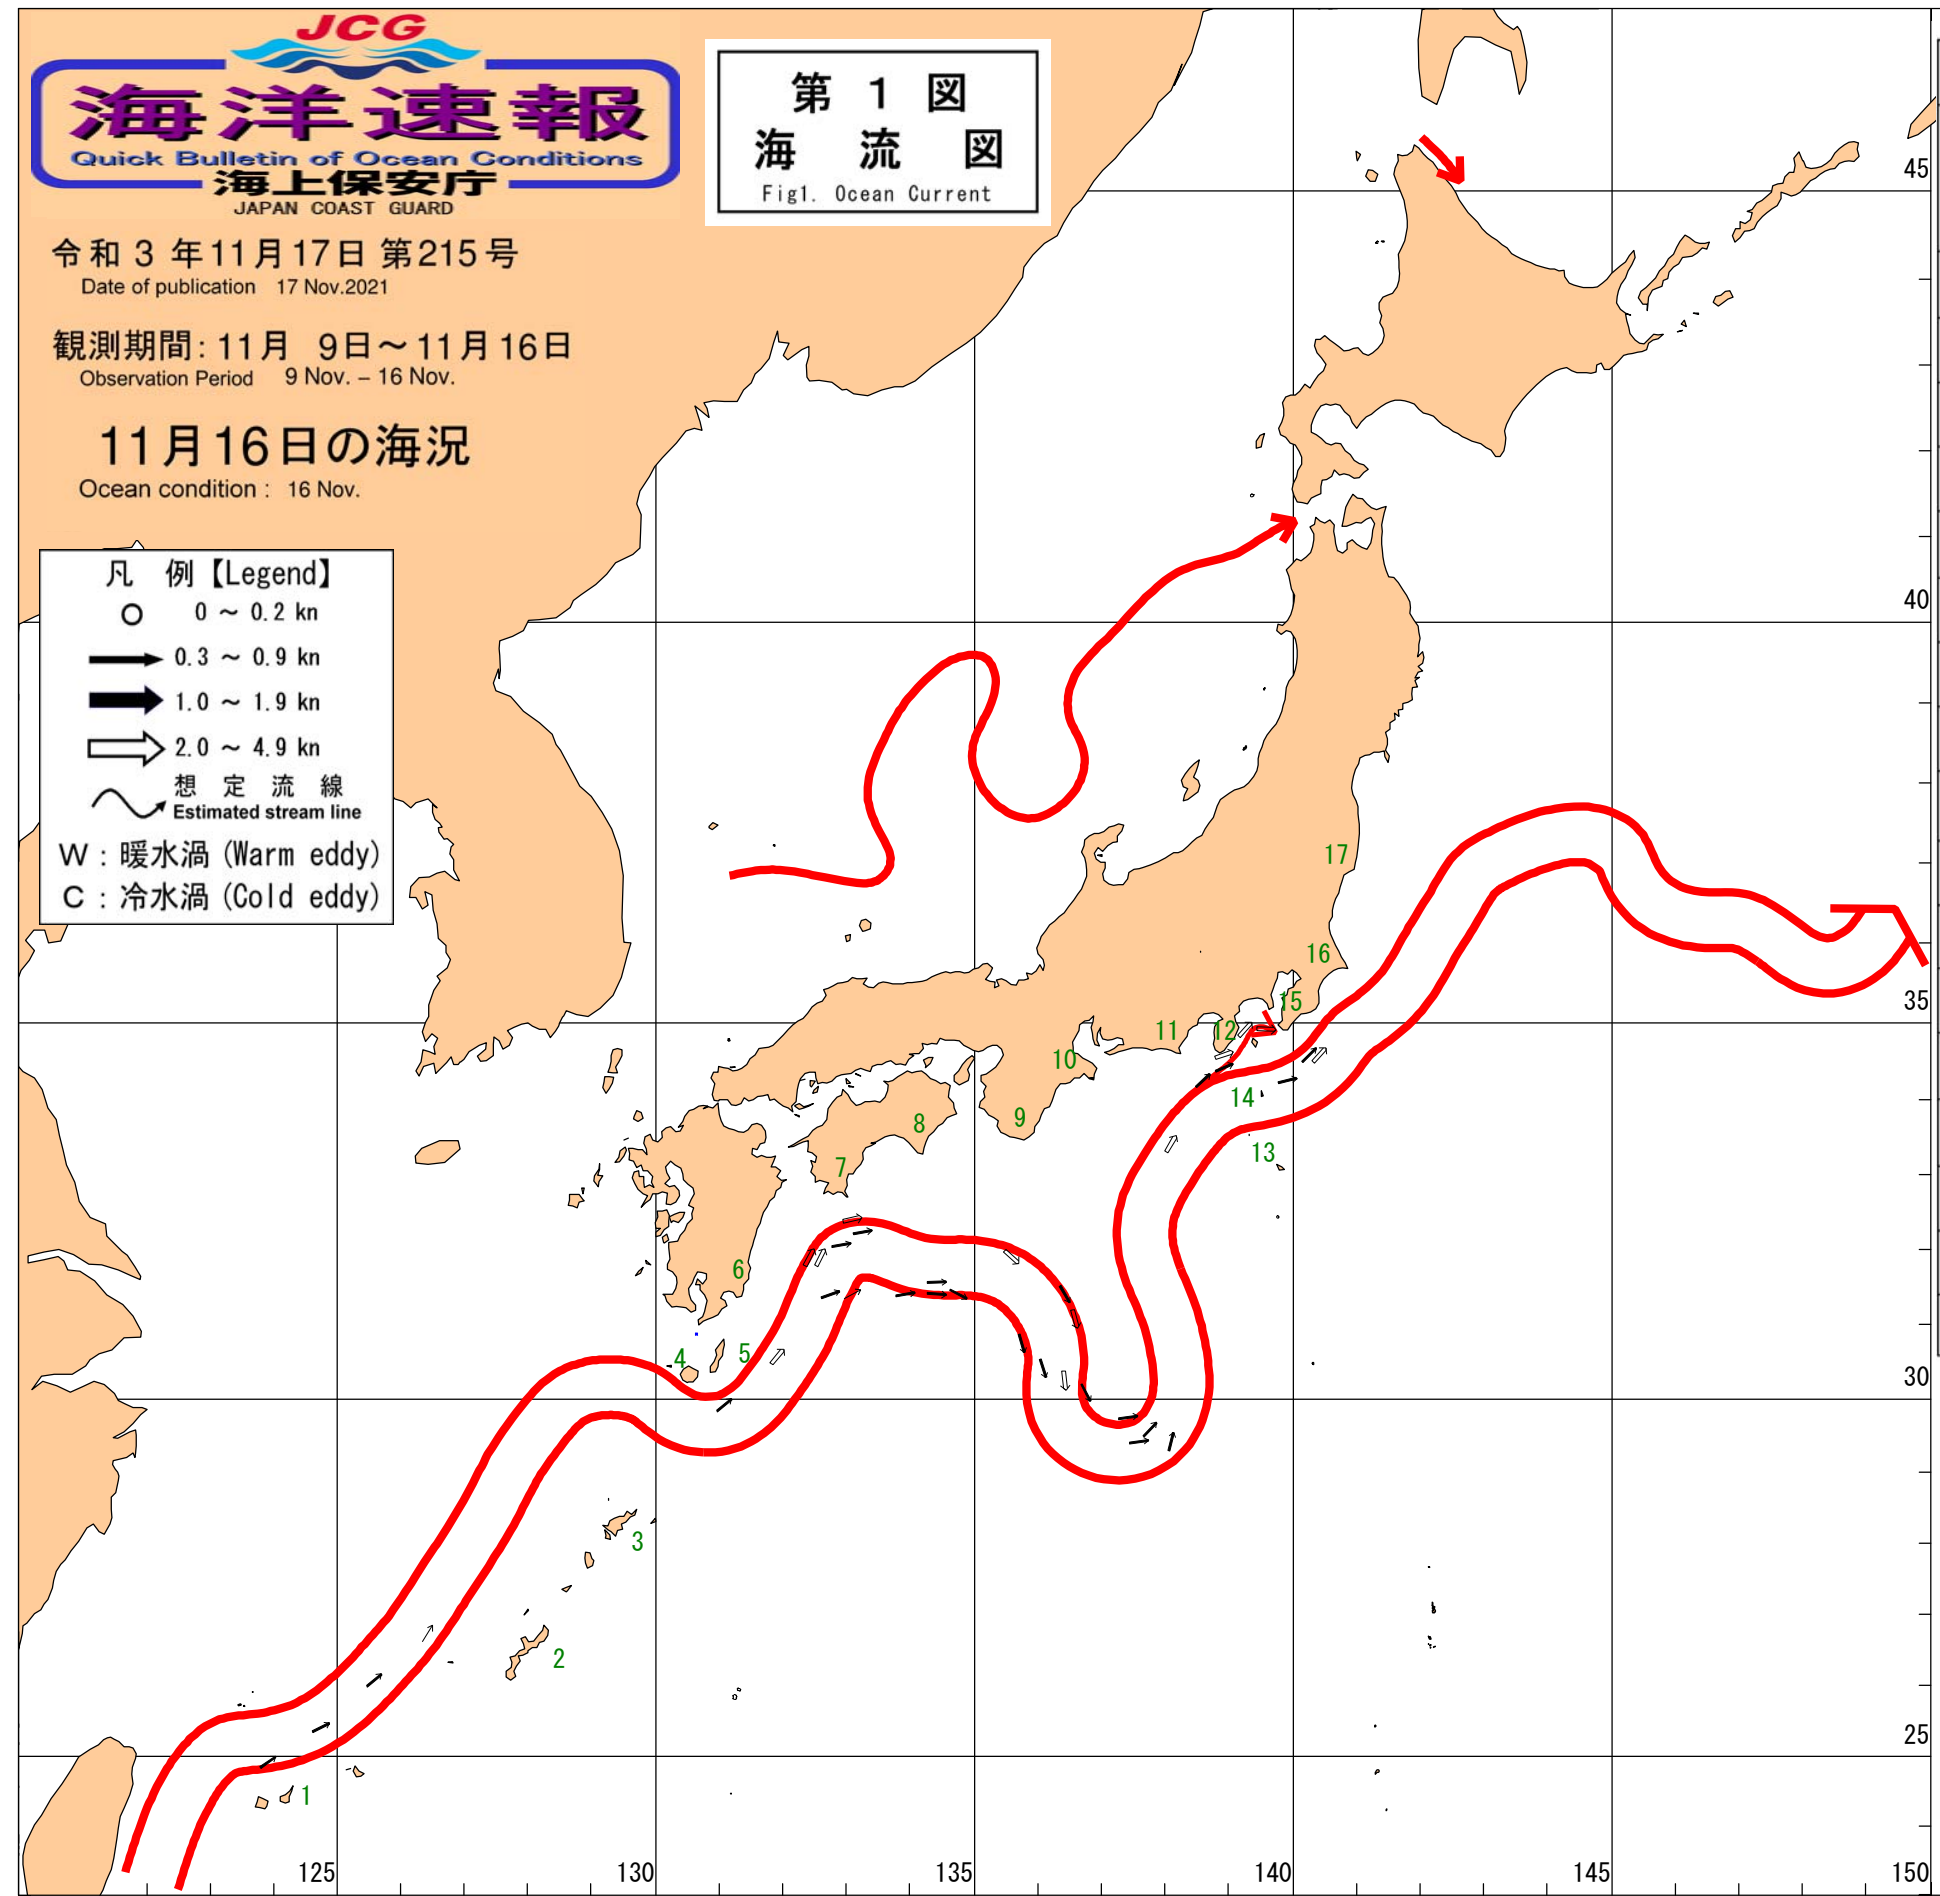 JCG
海洋速報
Quick Bulletin of Ocean Conditions
海上保安庁
JAPAN COAST GUARD
第 1 図
海 流 図
Fig1. Ocean Current
令和 3 年11月17日 第215号
Date of publication 17 Nov.2021
観測期間: 11月 9日～11月16日
Observation Period 9 Nov. – 16 Nov.
11月16日の海況
Ocean condition : 16 Nov.
凡 例【Legend】
0 ～ 0.2 kn
0.3 ～ 0.9 kn
1.0 ～ 1.9 kn
2.0 ～ 4.9 kn
想 定 流 線
Estimated stream line
W : 暖水渦 (Warm eddy)
C : 冷水渦 (Cold eddy)
45
40
17
16
35
15
12
11
10
14
9
8
13
7
6
5
4
30
3
2
25
1
125
130
135
140
145
150